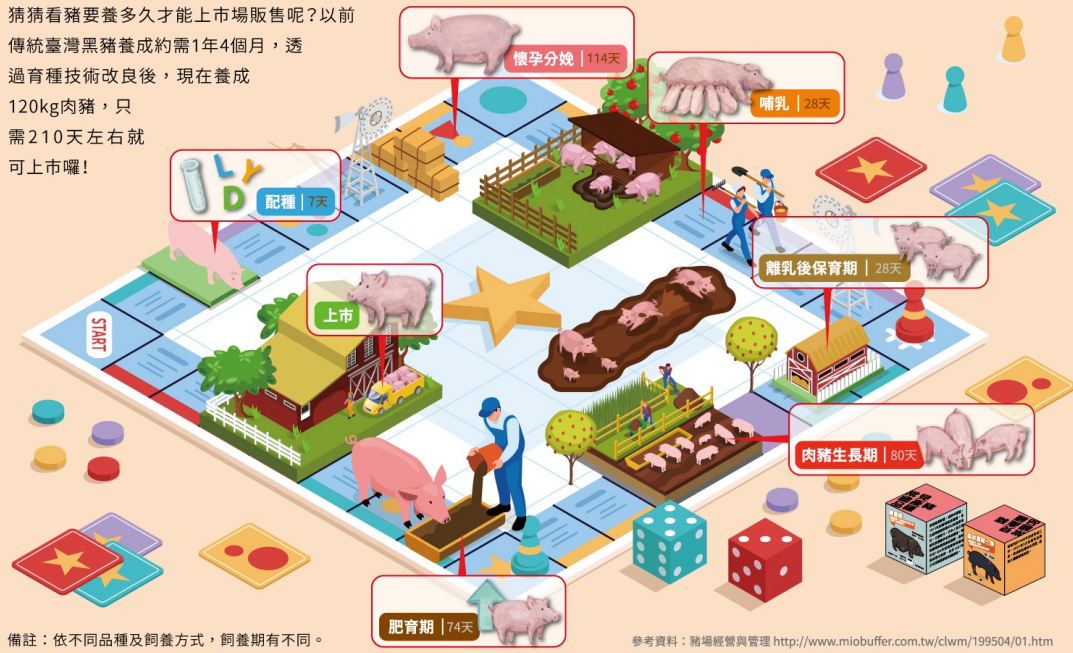 猜猜看豬要養多久才能上市場販售呢?以前
傳統臺灣黑豬養成約需1年4個月，透
過育種技術改良後，現在養成
120kg肉豬，只
需210天左右就
可上市囉!
懷孕分娩 114天
哺乳 28天
LYD
配種 7天
離乳後保育期 28天
上市
START
肉豬生長期 80天
肥育期 74天
備註：依不同品種及飼養方式，飼養期有不同。
參考資料：豬場經營與管理 http://www.miobuffer.com.tw/clwm/199504/01.htm